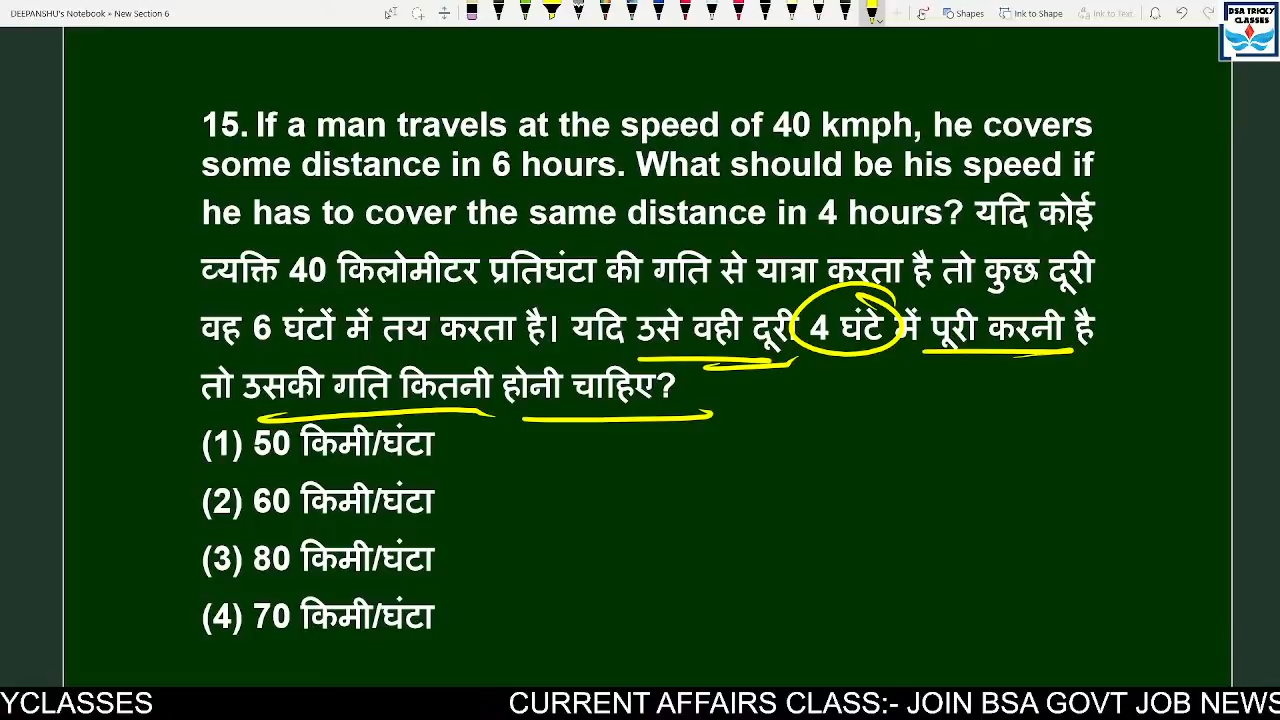 DEEPANSHU's Notebook » New Section 6
Shapes
Ink to Shape
Ink to Text
BSA TRICKY
CLASSES
15. If a man travels at the speed of 40 kmph, he covers
some distance in 6 hours. What should be his speed if
he has to cover the same distance in 4 hours? यदि कोई
व्यक्ति 40 किलोमीटर प्रतिघंटा की गति से यात्रा करता है तो कुछ दूरी
वह 6 घंटों में तय करता है। यदि उसे वही दूरी 4 घंटे में पूरी करनी है
तो उसकी गति कितनी होनी चाहिए?
(1) 50 किमी/घंटा
(2) 60 किमी/घंटा
(3) 80 किमी/घंटा
(4) 70 किमी/घंटा
YCLASSES CURRENT AFFAIRS CLASS:- JOIN BSA GOVT JOB NEWS